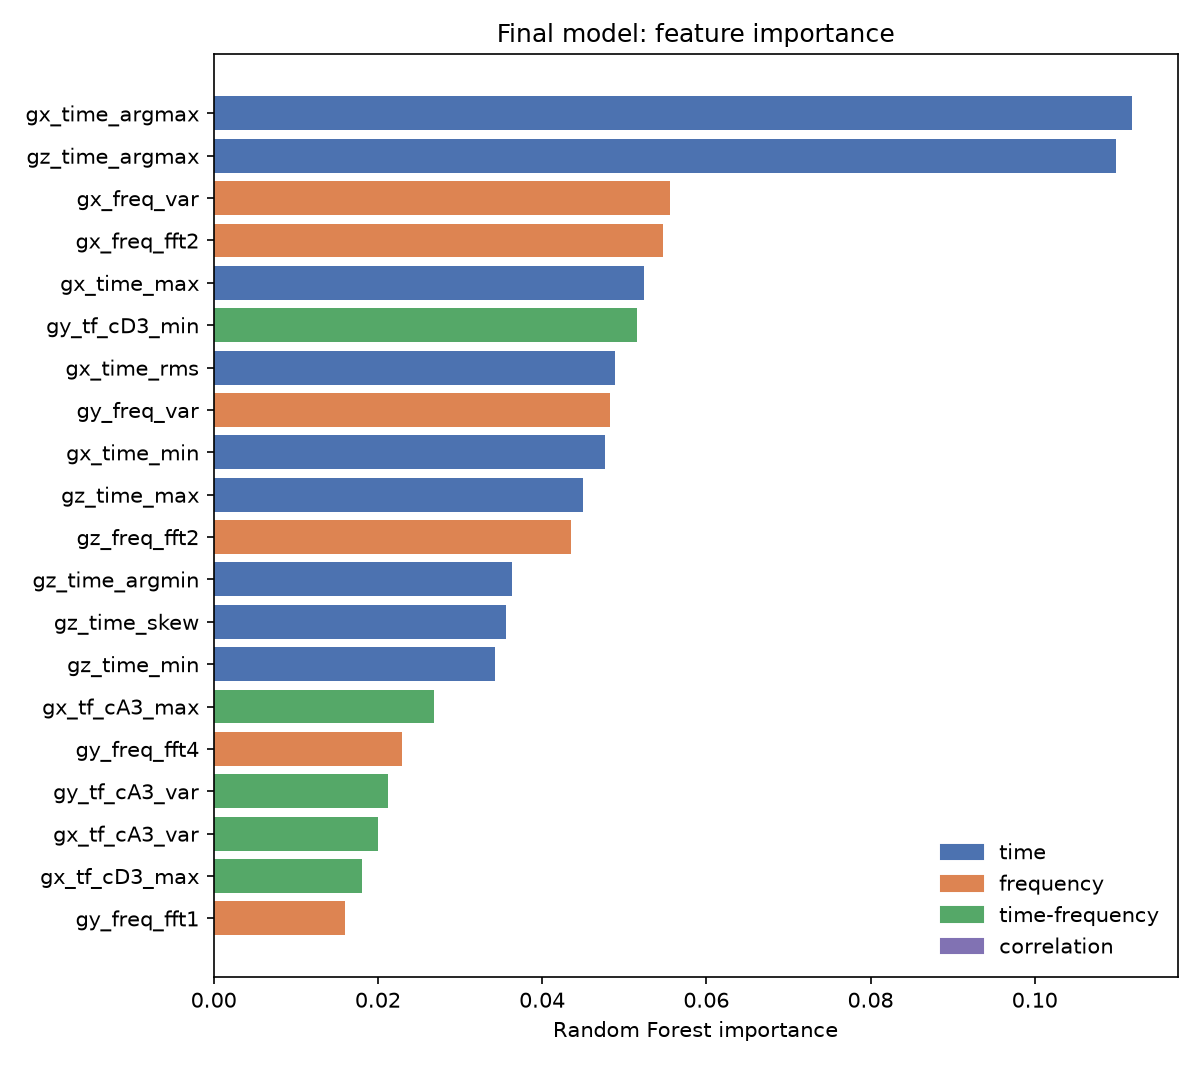 Final model: feature importance
gx_time_argmax
gz_time_argmax
gx_freq_var
gx_freq_fft2
gx_time_max
gy_tf_cD3_min
gx_time_rms
gy_freq_var
gx_time_min
gz_time_max
gz_freq_fft2
gz_time_argmin
gz_time_skew
gz_time_min
gx_tf_cA3_max
gy_freq_fft4
gy_tf_cA3_var
gx_tf_cA3_var
gx_tf_cD3_max
gy_freq_fft1
time
frequency
time-frequency
correlation
0.00 0.02 0.04 0.06 0.08 0.10
Random Forest importance